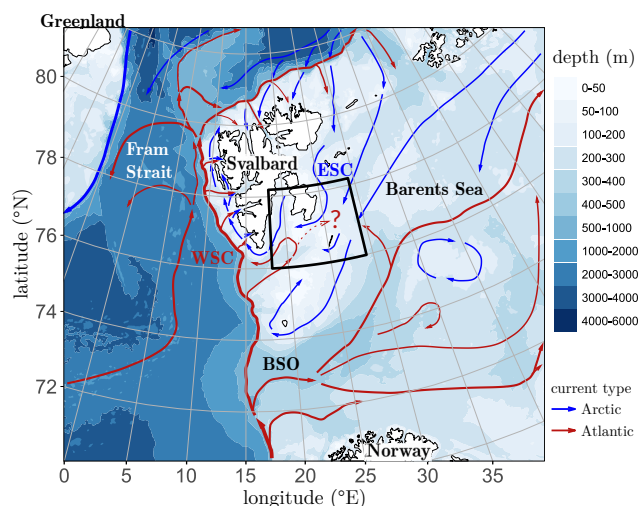 Greenland
depth (m)
80
0-50
50-100
100-200
200-400
400-500
500-1000
1000-2000
2000-3000
3000-4000
4000-6000
78
76
74
72
latitude (°N)
Fram
Strait
Svalbard
ESC
Barents Sea
?
WSC
BSO
current type
Arctic
Atlantic
Norway
0
5
10
15
20
25
30
35
longitude (°E)